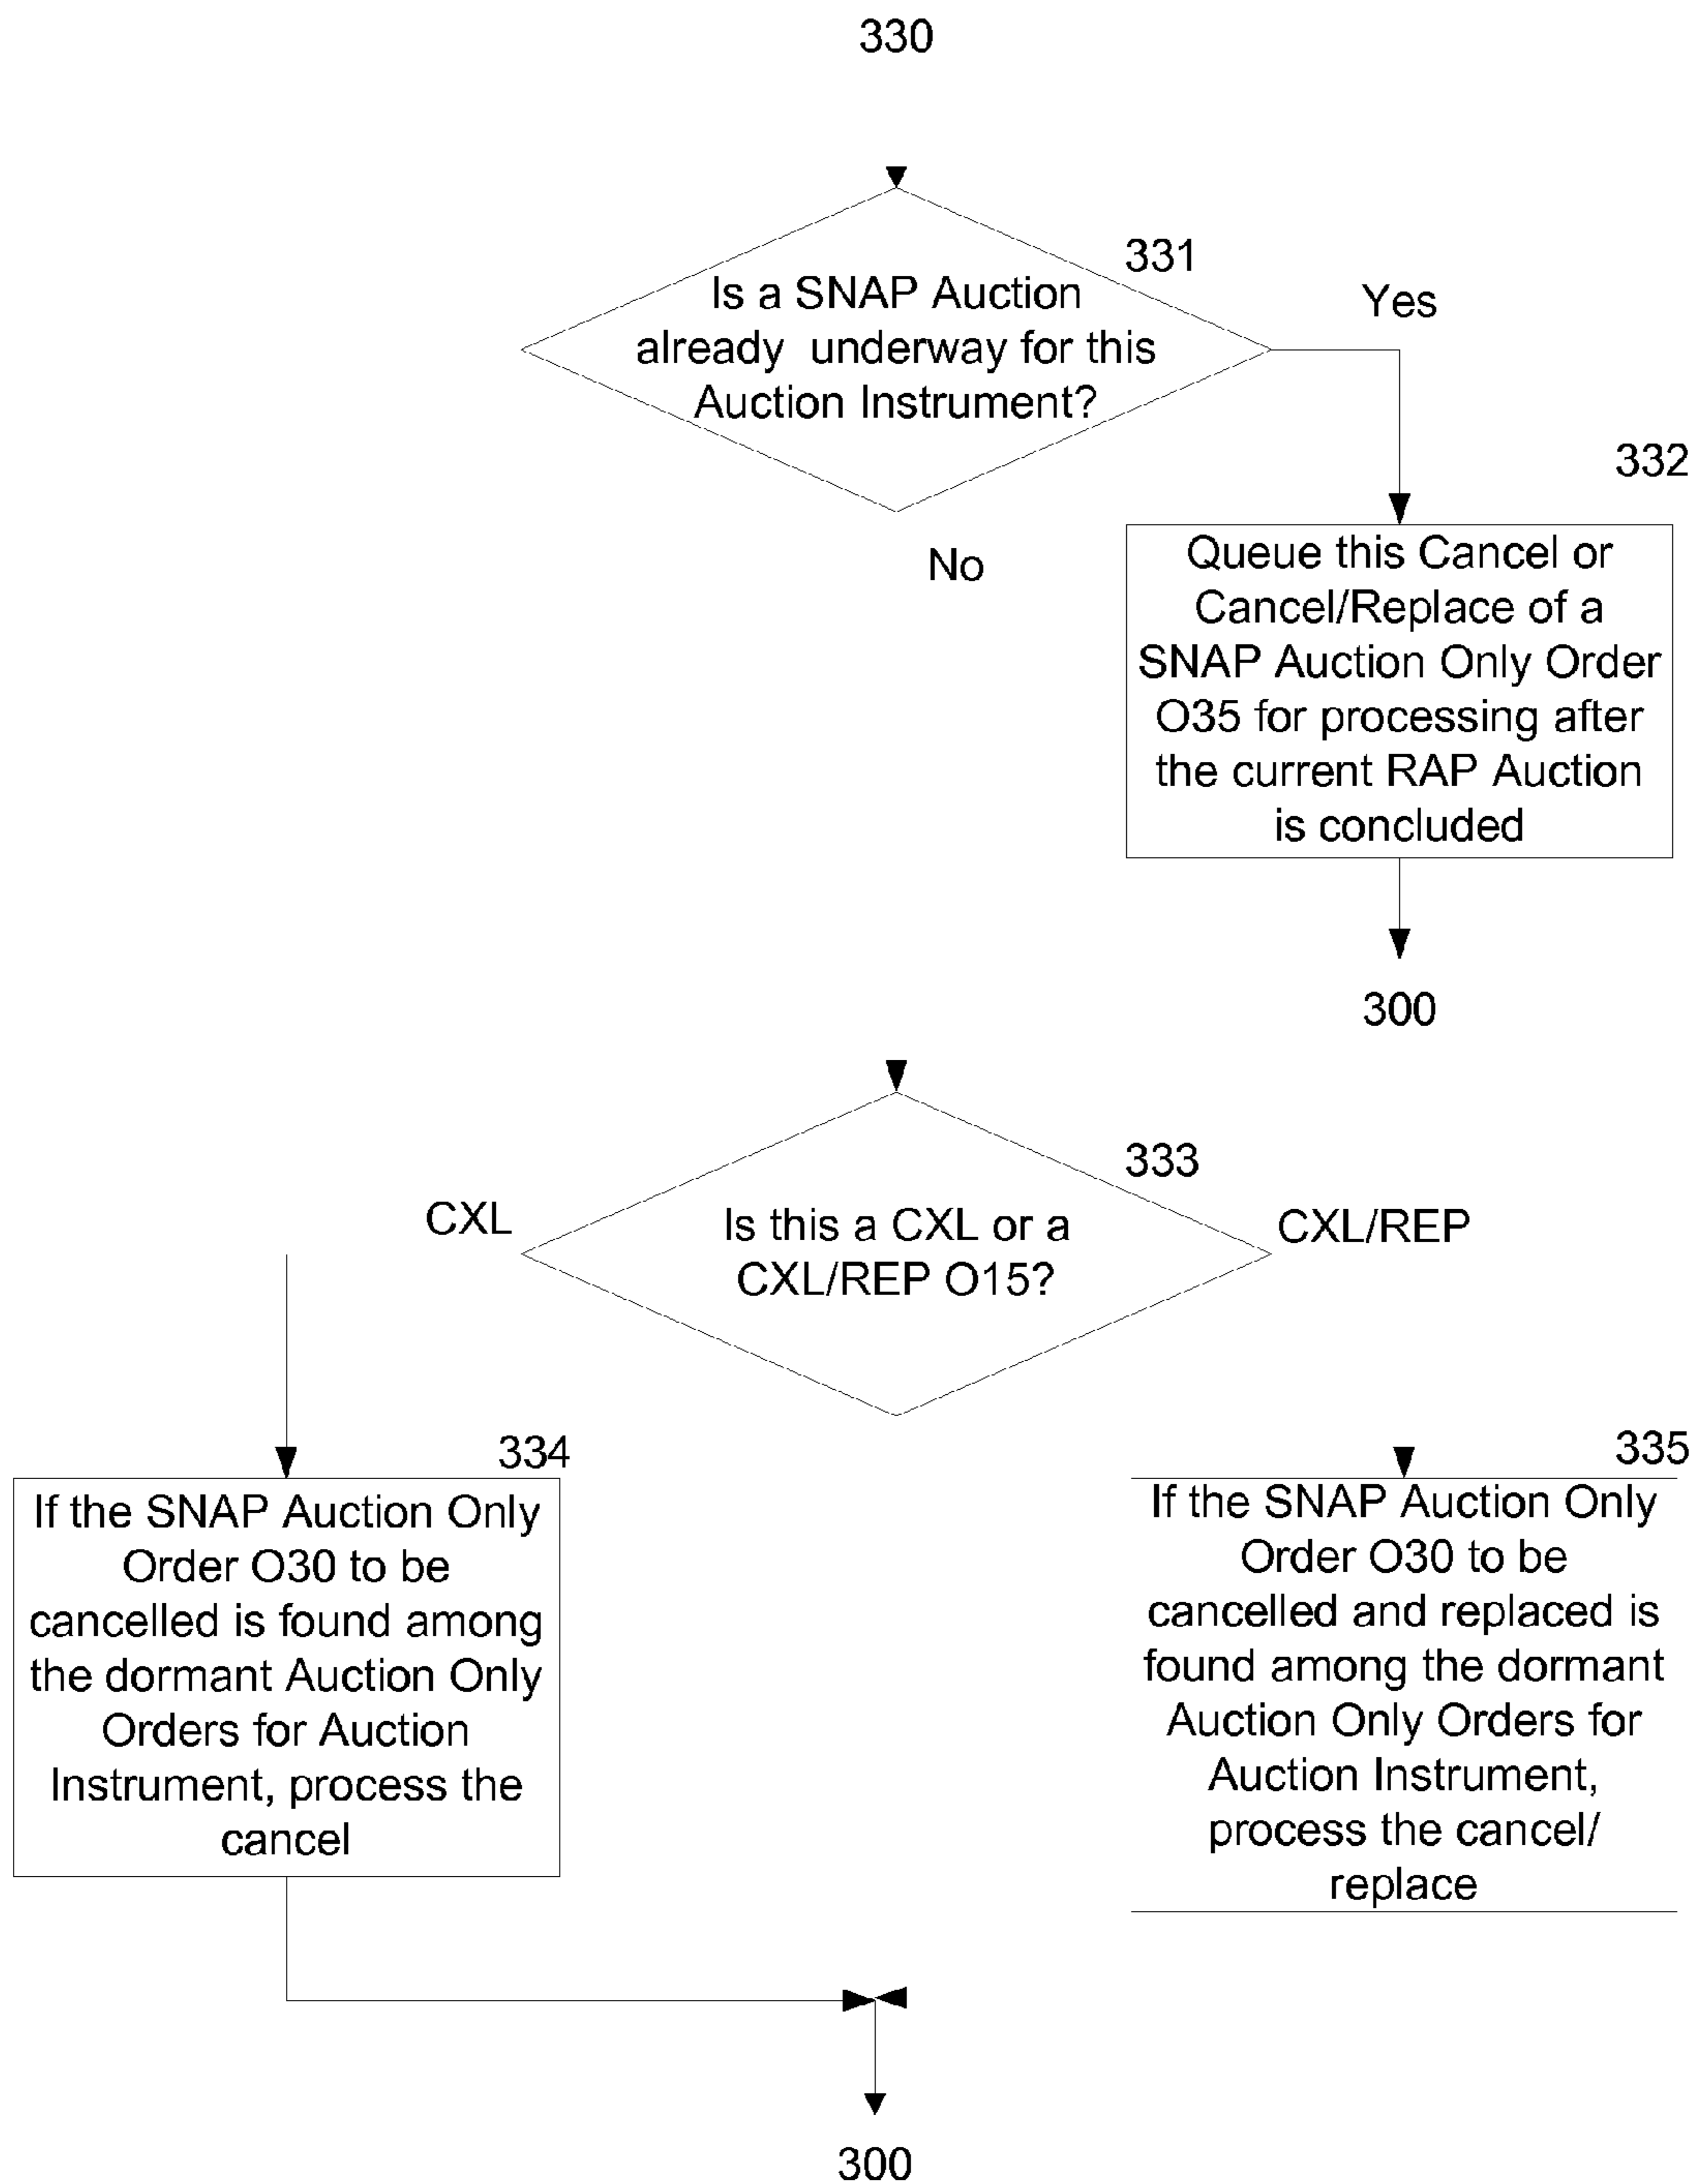 330
331
Is a SNAP Auction
already underway for this
Auction Instrument?
Yes
No
332
Queue this Cancel or
Cancel/Replace of a
SNAP Auction Only Order
O35 for processing after
the current RAP Auction
is concluded
300
333
CXL
Is this a CXL or a
CXL/REP O15?
CXL/REP
334
If the SNAP Auction Only
Order O30 to be
cancelled is found among
the dormant Auction Only
Orders for Auction
Instrument, process the
cancel
335
If the SNAP Auction Only
Order O30 to be
cancelled and replaced is
found among the dormant
Auction Only Orders for
Auction Instrument,
process the cancel/
replace
300